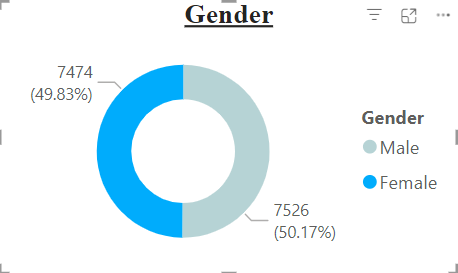 Gender
7474
(49.83%)
Gender
Male
Female
7526
(50.17%)